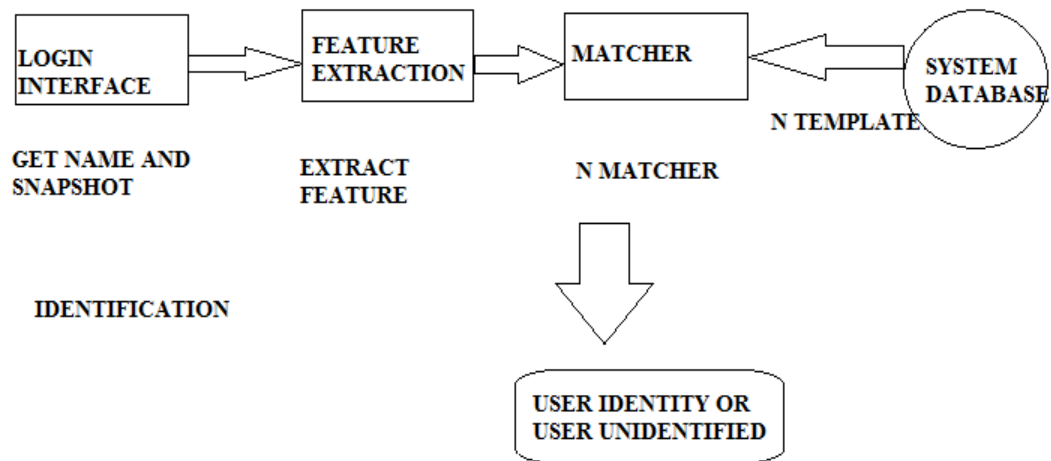 LOGIN
INTERFACE
FEATURE
EXTRACTION
MATCHER
SYSTEM
DATABASE
N TEMPLATE
GET NAME AND
SNAPSHOT
EXTRACT
FEATURE
N MATCHER
IDENTIFICATION
USER IDENTITY OR
USER UNIDENTIFIED